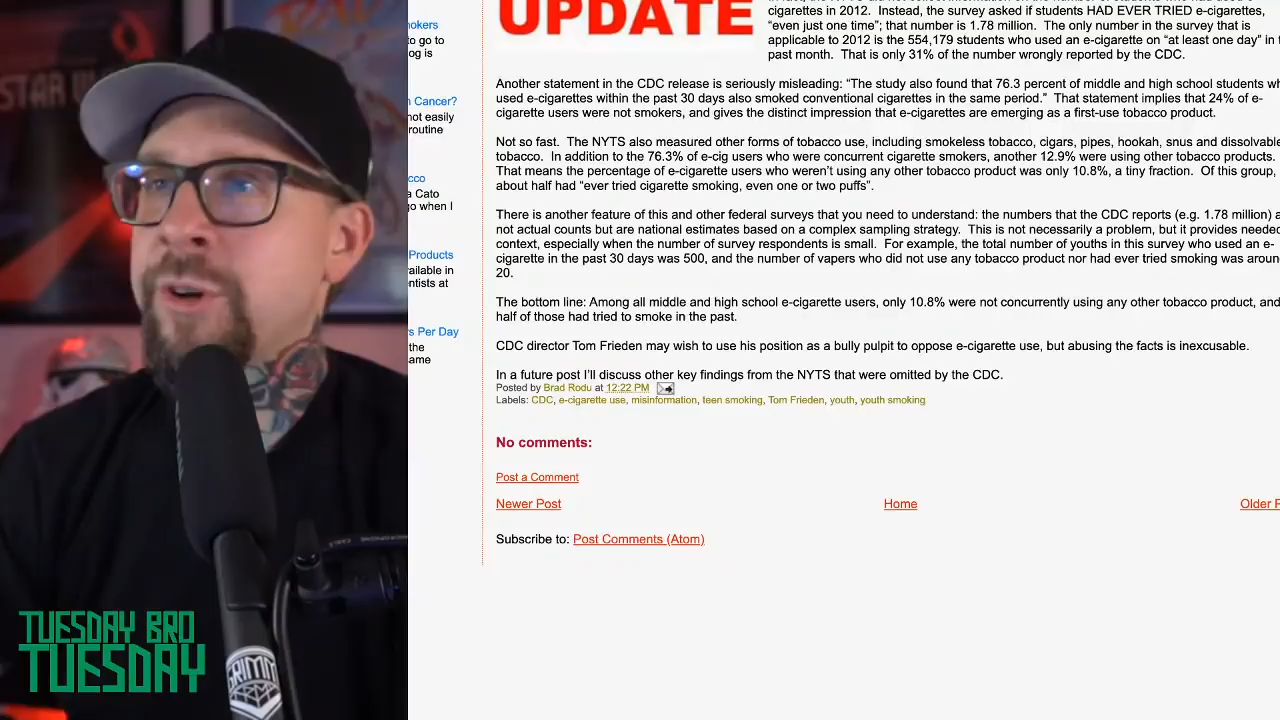 UPDATE
cigarettes in 2012. Instead, the survey asked if students HAD EVER TRIED e-cigarettes,
“even just one time”; that number is 1.78 million. The only number in the survey that is
applicable to 2012 is the 554,179 students who used an e-cigarette on “at least one day” in
past month. That is only 31% of the number wrongly reported by the CDC.
Another statement in the CDC release is seriously misleading: “The study also found that 76.3 percent of middle and high school students
used e-cigarettes within the past 30 days also smoked conventional cigarettes in the same period.” That statement implies that 24% of e-
cigarette users were not smokers, and gives the distinct impression that e-cigarettes are emerging as a first-use tobacco product.
Not so fast. The NYTS also measured other forms of tobacco use, including smokeless tobacco, cigars, pipes, hookah, snus and dissolvable
tobacco. In addition to the 76.3% of e-cig users who were concurrent cigarette smokers, another 12.9% were using other tobacco products.
That means the percentage of e-cigarette users who weren’t using any other tobacco product was only 10.8%, a tiny fraction. Of this group,
about half had “ever tried cigarette smoking, even one or two puffs”.
There is another feature of this and other federal surveys that you need to understand: the numbers that the CDC reports (e.g. 1.78 million)
not actual counts but are national estimates based on a complex sampling strategy. This is not necessarily a problem, but it provides needed
context, especially when the number of survey respondents is small. For example, the total number of youths in this survey who used an e-
cigarette in the past 30 days was 500, and the number of vapers who did not use any tobacco product nor had ever tried smoking was aroun
20.
The bottom line: Among all middle and high school e-cigarette users, only 10.8% were not concurrently using any other tobacco product, and
half of those had tried to smoke in the past.
CDC director Tom Frieden may wish to use his position as a bully pulpit to oppose e-cigarette use, but abusing the facts is inexcusable.
In a future post I’ll discuss other key findings from the NYTS that were omitted by the CDC.
Posted by Brad Rodu at 12:22 PM
Labels: CDC, e-cigarette use, misinformation, teen smoking, Tom Frieden, youth, youth smoking
No comments:
Post a Comment
Newer Post Home Older P
Subscribe to: Post Comments (Atom)
okers
to go to
og is
n Cancer?
not easily
routine
cco
a Cato
go when I
Products
railable in
entists at
rs Per Day
the
ame
STAR W
GRIMM
TUESDAY BRO
TUESDAY